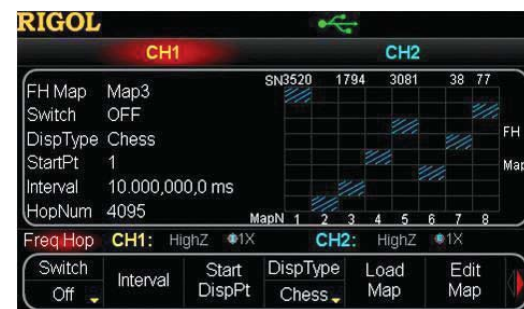 RIGOL
CH1 CH2
SN3520 1794 3081 38 77
FH Map Map3
Switch OFF
DispType Chess
FH
StartPt 1
Map
Interval 10.000,000,0 ms
HopNum 4095
MapN 1 2 3 4 5 6 7 8
Freq Hop CH1: HighZ 1X CH2: HighZ 1X
Switch Interval Start DispPt DispType Load Map Edit Map
Off Chess